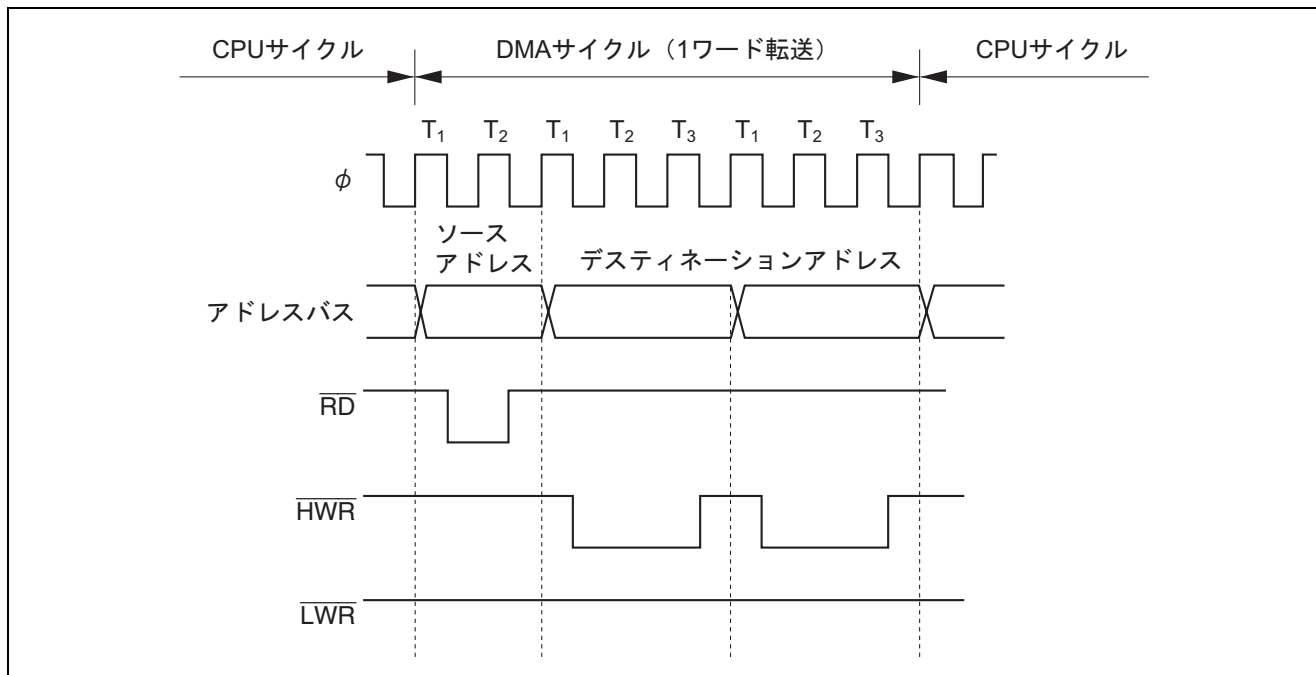 CPUサイクル DMAサイクル（1ワード転送） CPUサイクル
T1 T2 T1 T2 T3 T1 T2 T3
φ
ソース
アドレス デスティネーションアドレス
アドレスバス
RD
HWR
LWR